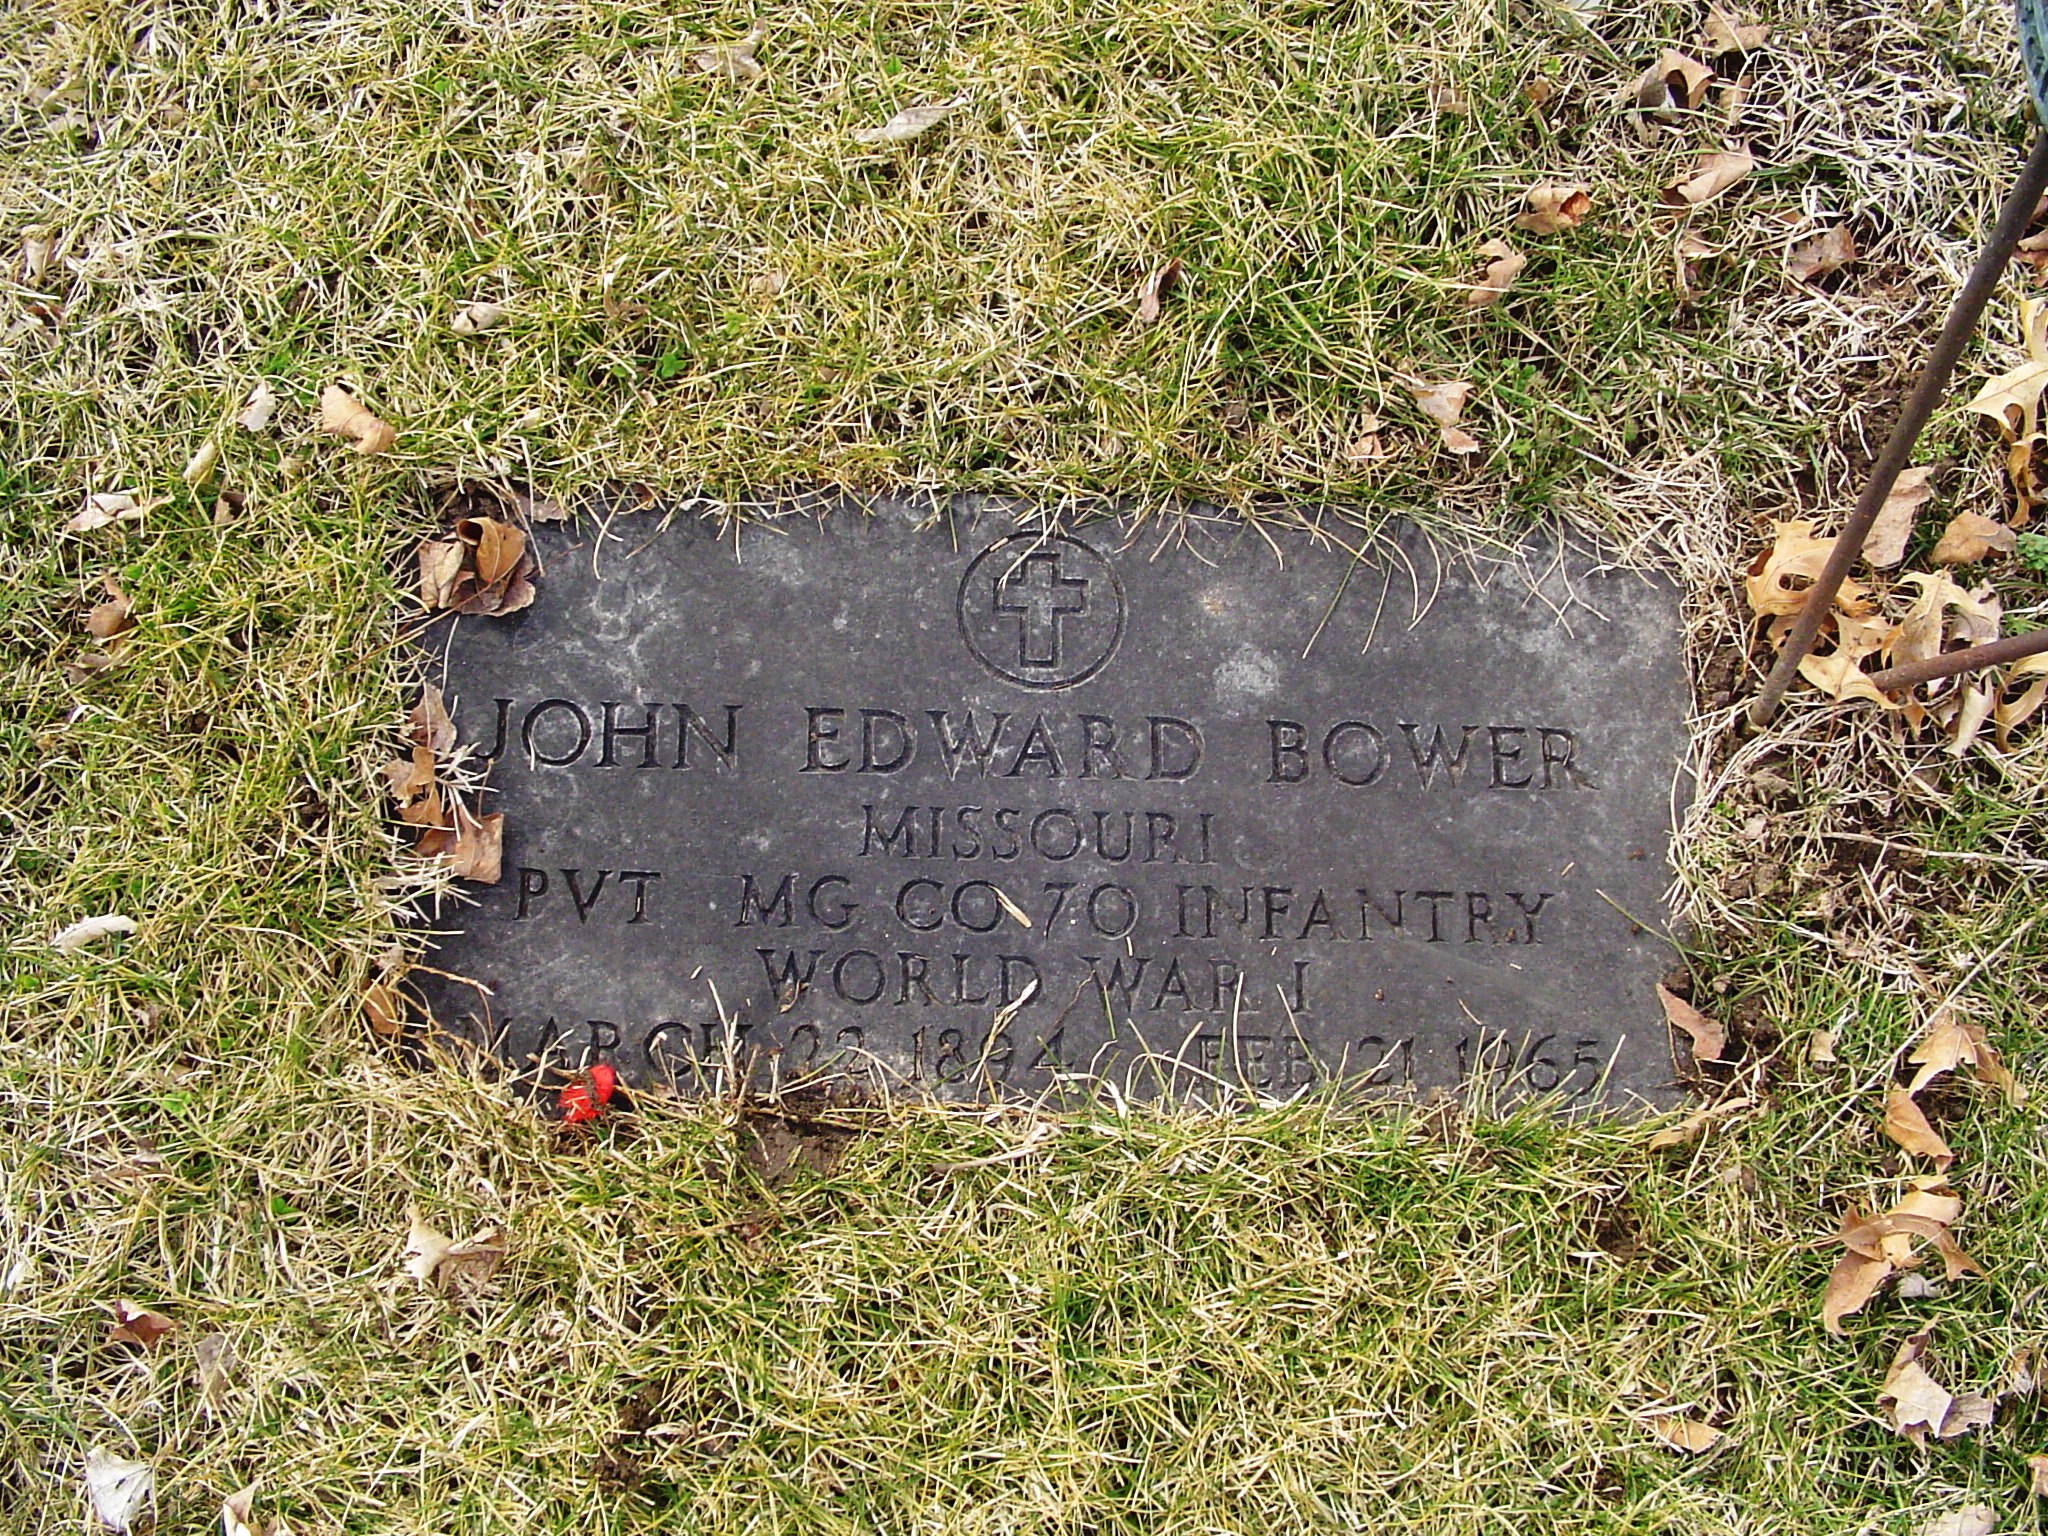 JOHN EDWARD BOWER
MISSOURI
PVT MG CO 70 INFANTRY
WORLD WAR I
MARCH 22 1894 FEB 21 1965